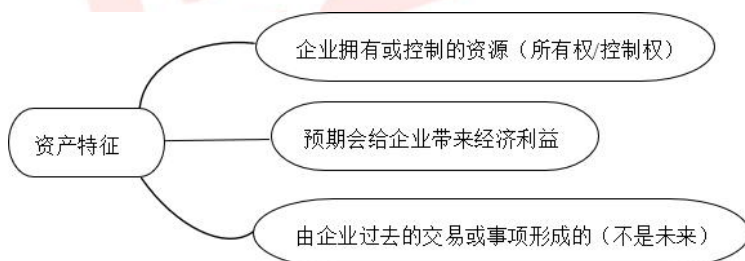 企业拥有或控制的资源（所有权/控制权）
资产特征
预期会给企业带来经济利益
由企业过去的交易或事项形成的（不是未来）